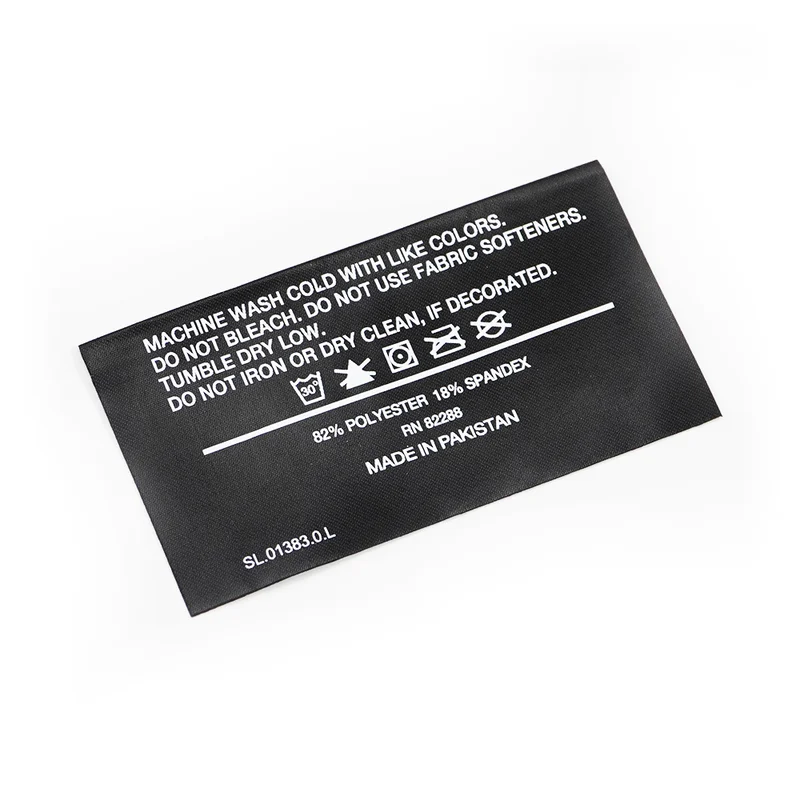 MACHINE WASH COLD WITH LIKE COLORS.
DO NOT BLEACH. DO NOT USE FABRIC SOFTENERS.
TUMBLE DRY LOW.
DO NOT IRON OR DRY CLEAN, IF DECORATED.
30°
82% POLYESTER 18% SPANDEX
RN 82288
MADE IN PAKISTAN
SL.01383.0.L